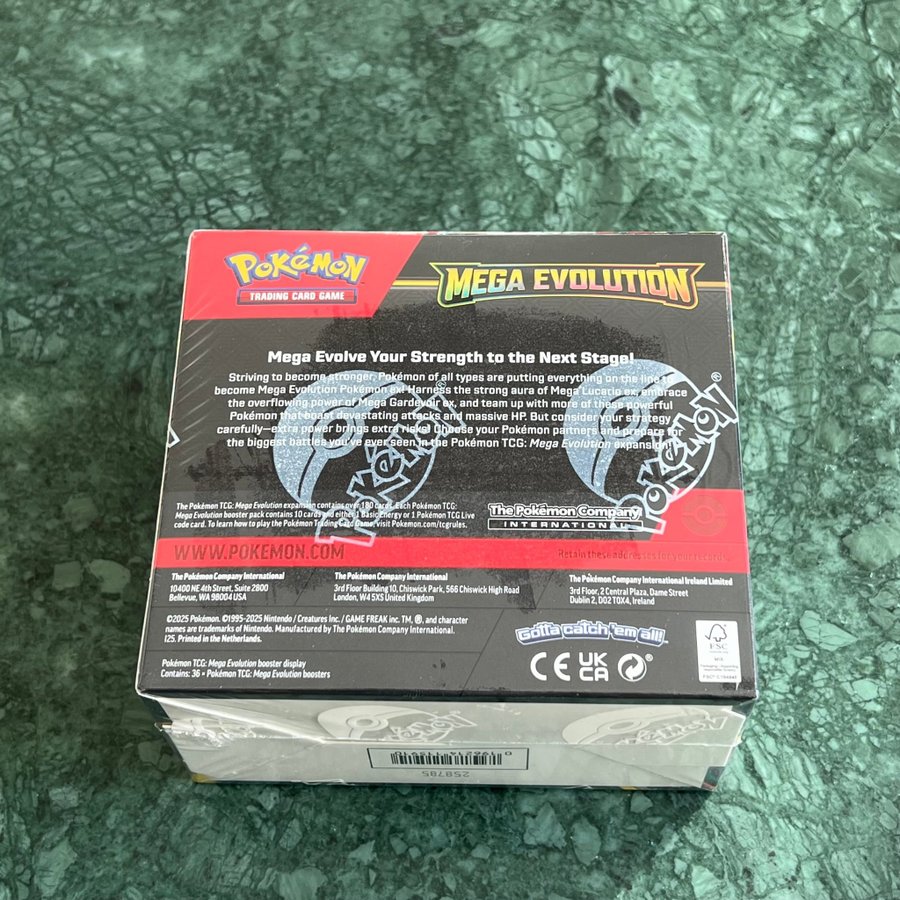 POKéMON
TRADING CARD GAME
MEGA EVOLUTION
Mega Evolve Your Strength to the Next Stage!
Striving to become stronger, Pokémon of all types are putting everything on the line to
become Mega Evolution Pokémon ex! Harness the strong aura of Mega Lucario ex, embrace
the overflowing power of Mega Gardevoir ex, and team up with more of these powerful
Pokémon that boast devastating attacks and massive HP. But consider your strategy
carefully—extra power brings extra risks! Choose your Pokémon partners and prepare for
the biggest battles you've ever seen in the Pokémon TCG: Mega Evolution expansion!
Pokémon
Pokémon®
The Pokémon TCG: Mega Evolution expansion contains over 180 cards. Each Pokémon TCG:
Mega Evolution booster pack contains 10 cards and either 1 Basic Energy or 1 Pokémon TCG Live
code card. To learn how to play the Pokémon Trading Card Game, visit Pokemon.com/tcgrules.
The Pokémon Company
INTERNATIONAL
WWW.POKEMON.COM
Retain these addresses for your records.
The Pokémon Company International
10400 NE 4th Street, Suite 2800
Bellevue, WA 98004 USA
The Pokémon Company International
3rd Floor Building 10, Chiswick Park, 566 Chiswick High Road
London, W4 5XS United Kingdom
The Pokémon Company International Ireland Limited
3rd Floor, 2 Central Plaza, Dame Street
Dublin 2, D02 T0X4, Ireland
©2025 Pokémon. ©1995-2025 Nintendo / Creatures Inc. / GAME FREAK inc. TM, ®, and character
names are trademarks of Nintendo. Manufactured by The Pokémon Company International.
125. Printed in the Netherlands.
Gotta catch 'em all!
Pokémon TCG: Mega Evolution booster display
Contains: 36 • Pokémon TCG: Mega Evolution boosters
CE UK CA
FSC
MIX
Pokémon
Pokémon
258785